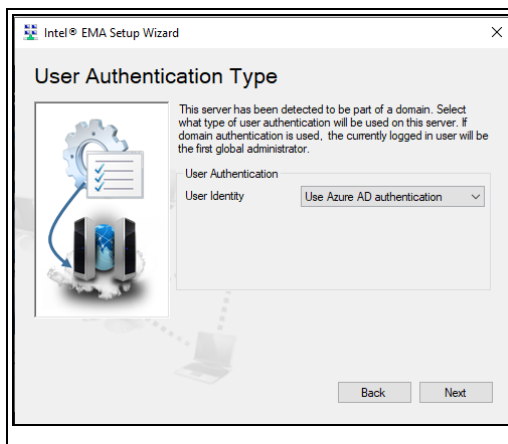 Intel® EMA Setup Wizard
User Authentication Type
This server has been detected to be part of a domain. Select
what type of user authentication will be used on this server. If
domain authentication is used, the currently logged in user will be
the first global administrator.
User Authentication
User Identity Use Azure AD authentication
Back Next